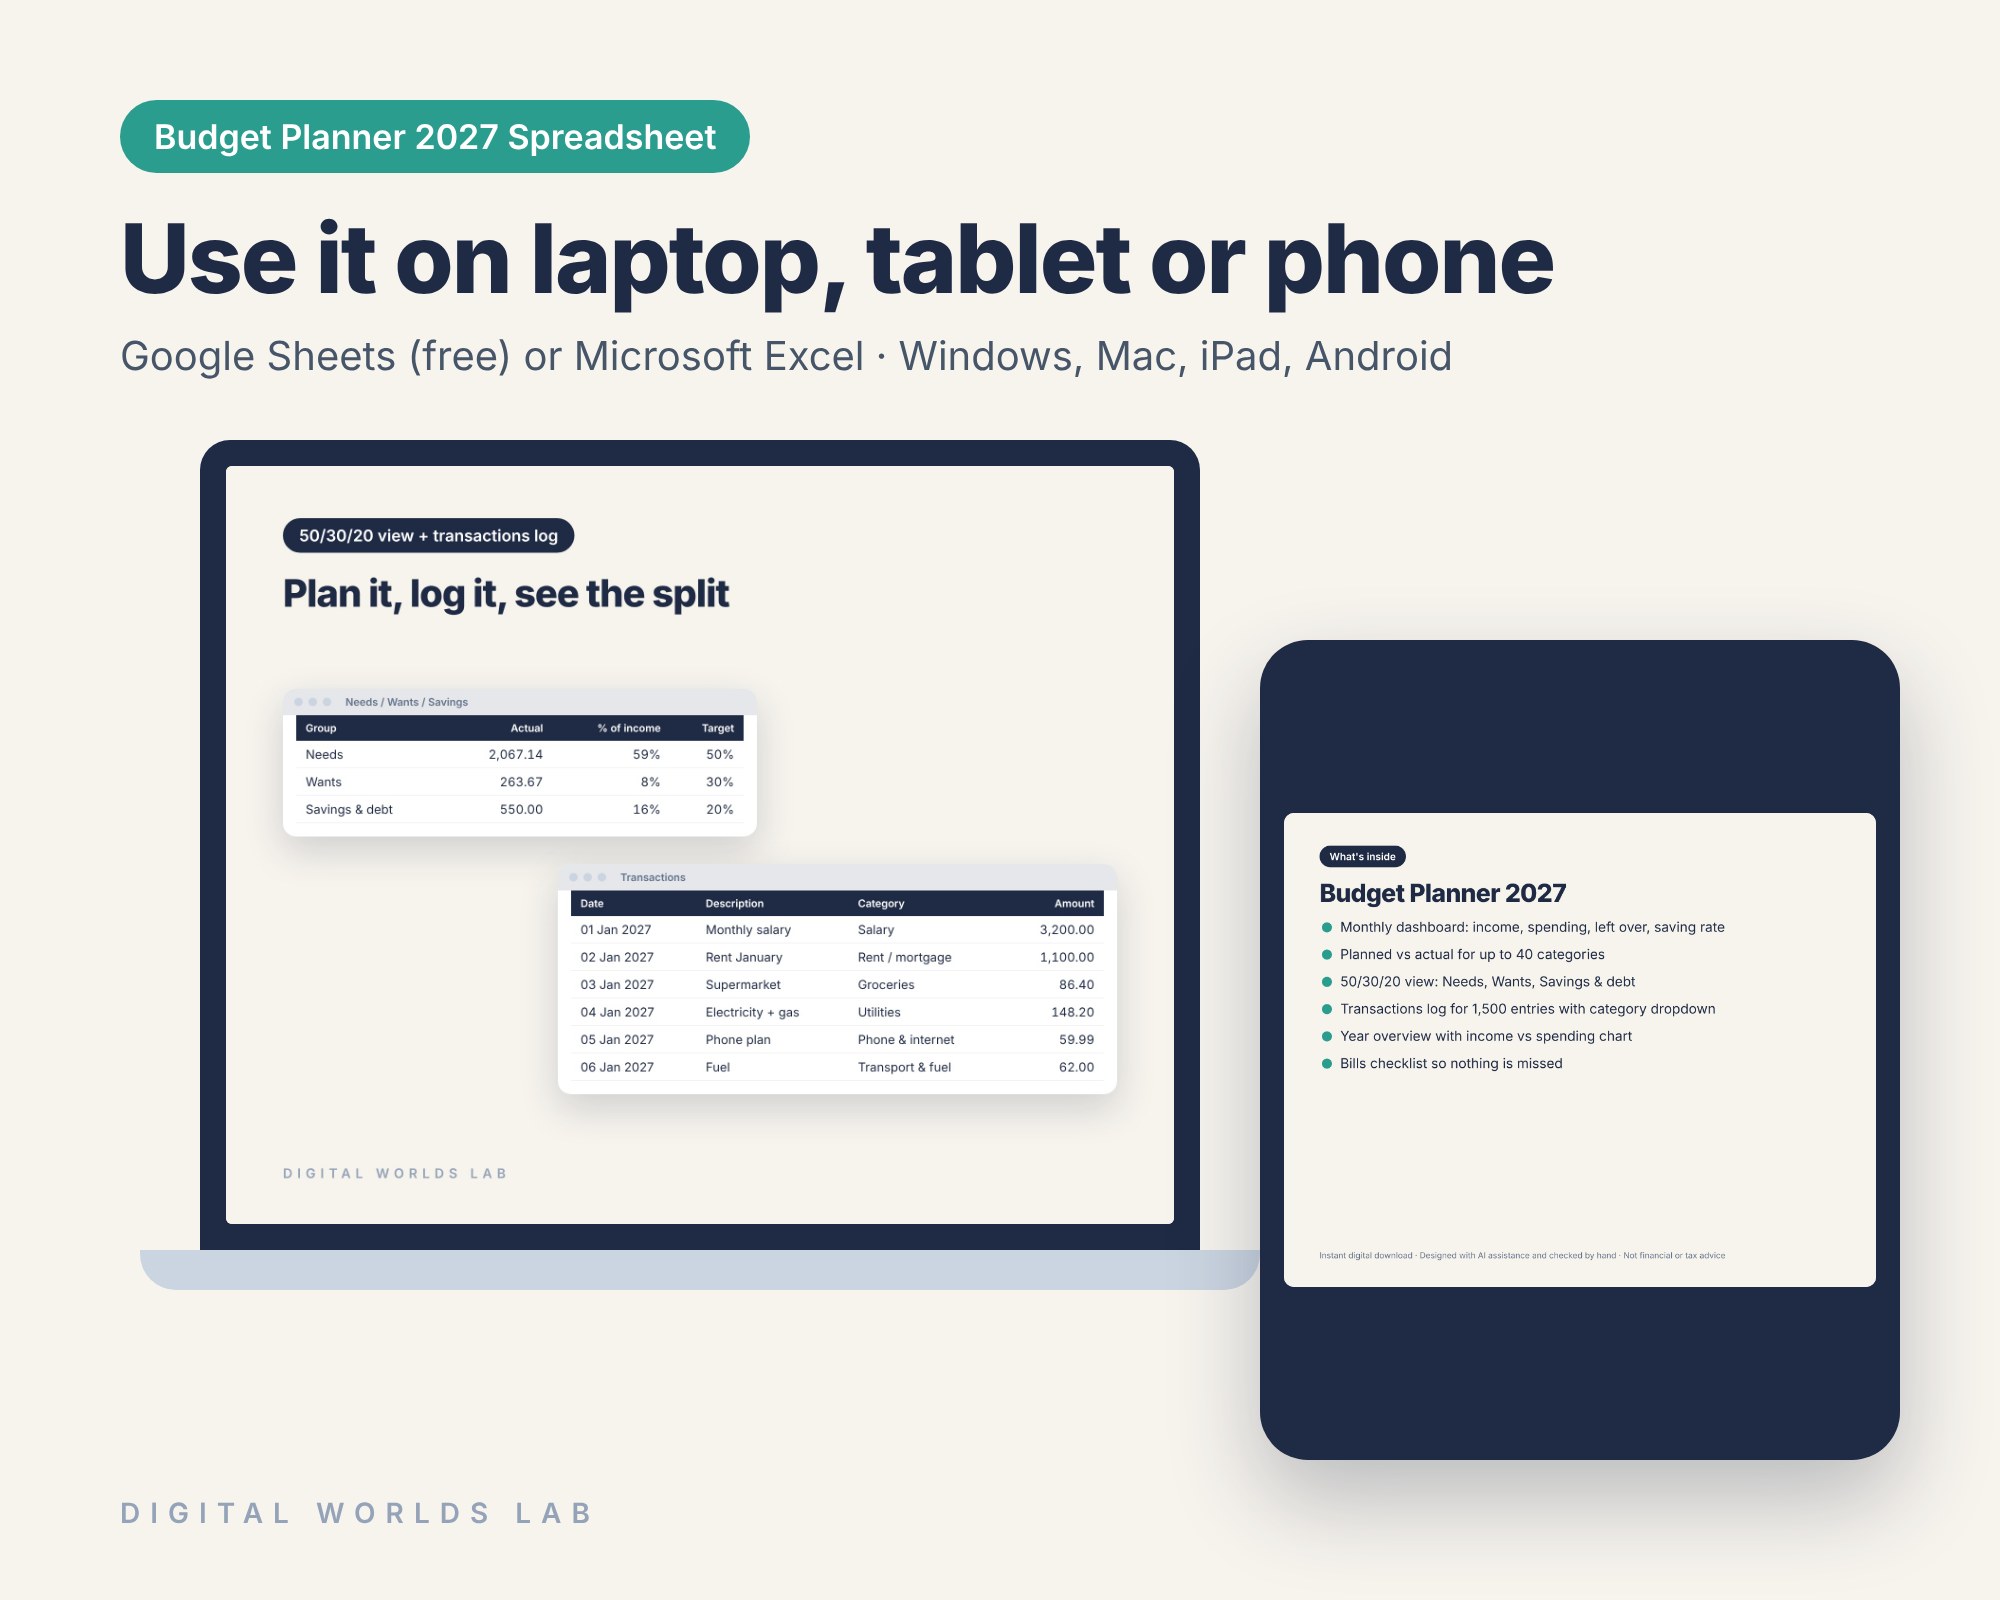 Budget Planner 2027 Spreadsheet
Use it on laptop, tablet or phone
Google Sheets (free) or Microsoft Excel · Windows, Mac, iPad, Android
50/30/20 view + transactions log
Plan it, log it, see the split
Needs / Wants / Savings
Group Actual % of income Target
Needs 2,067.14 59% 50%
Wants 263.67 8% 30%
Savings & debt 550.00 16% 20%
Transactions
Date Description Category Amount
01 Jan 2027 Monthly salary Salary 3,200.00
02 Jan 2027 Rent January Rent / mortgage 1,100.00
03 Jan 2027 Supermarket Groceries 86.40
04 Jan 2027 Electricity + gas Utilities 148.20
05 Jan 2027 Phone plan Phone & internet 59.99
06 Jan 2027 Fuel Transport & fuel 62.00
DIGITAL WORLDS LAB
What's inside
Budget Planner 2027
Monthly dashboard: income, spending, left over, saving rate
Planned vs actual for up to 40 categories
50/30/20 view: Needs, Wants, Savings & debt
Transactions log for 1,500 entries with category dropdown
Year overview with income vs spending chart
Bills checklist so nothing is missed
Instant digital download · Designed with AI assistance and checked by hand · Not financial or tax advice
DIGITAL WORLDS LAB